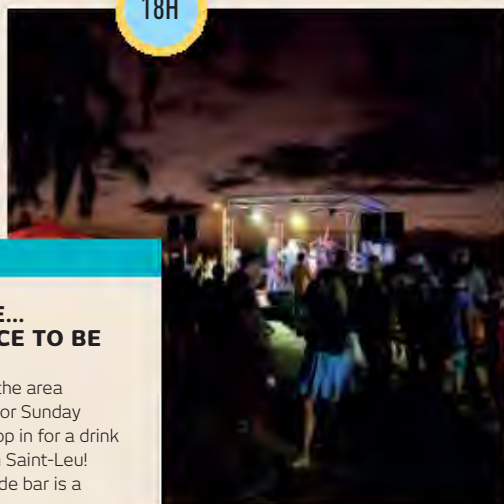 18H
E...
CE TO BE
the area
or Sunday
op in for a drink
Saint-Leu!
de bar is a